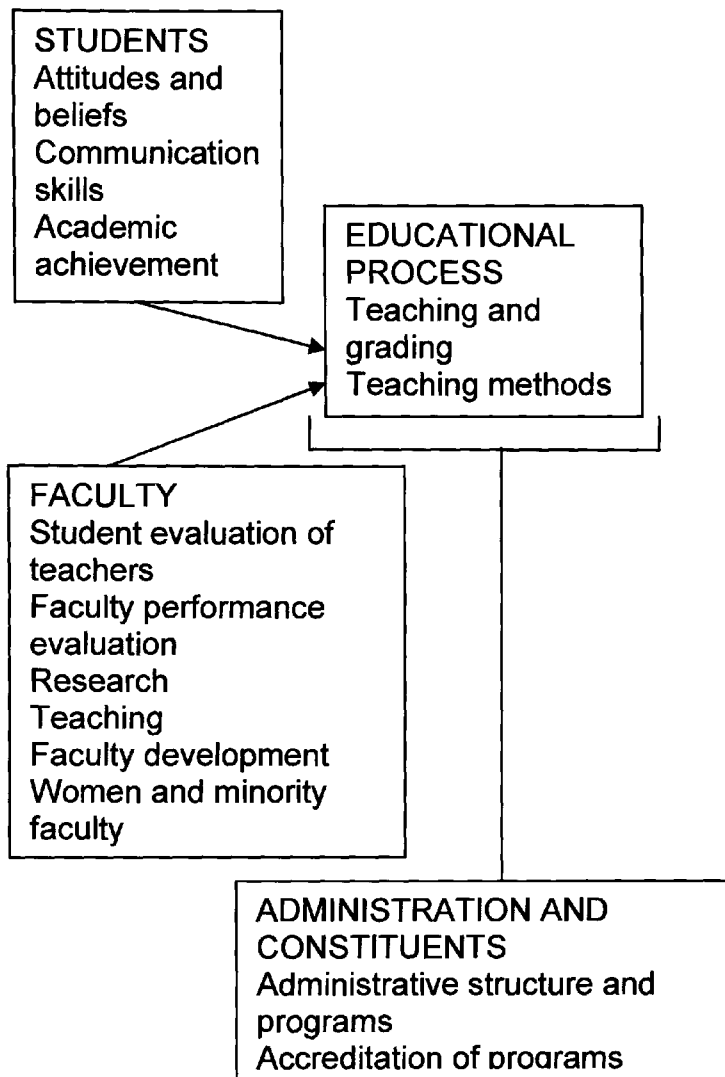 STUDENTS
Attitudes and
beliefs
Communication
skills
Academic
achievement
EDUCATIONAL
PROCESS
Teaching and
grading
Teaching methods
FACULTY
Student evaluation of
teachers
Faculty performance
evaluation
Research
Teaching
Faculty development
Women and minority
faculty
ADMINISTRATION AND
CONSTITUENTS
Administrative structure and
programs
Accreditation of programs